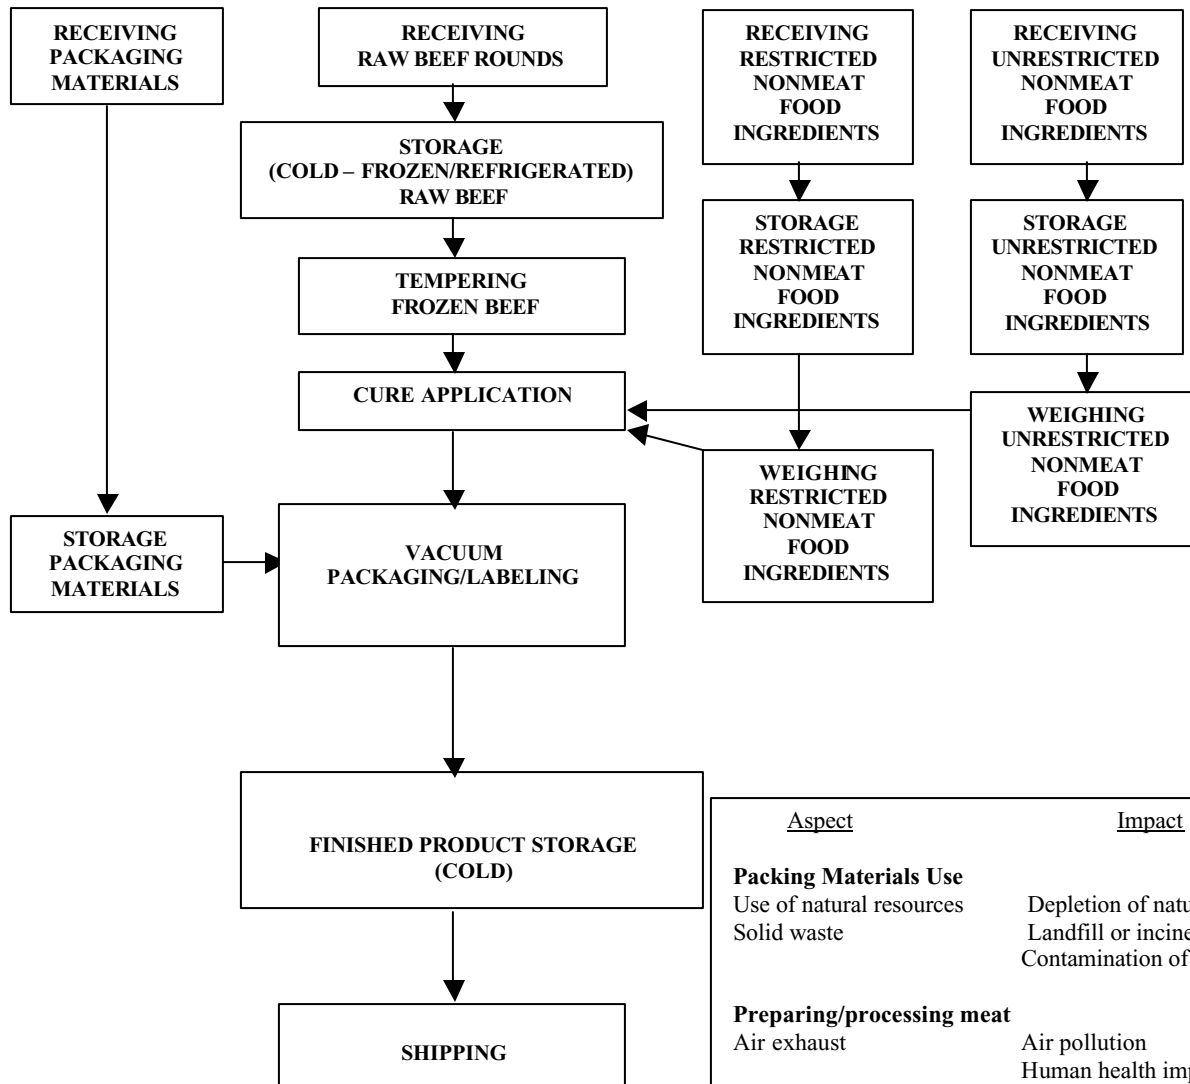 RECEIVING
PACKAGING
MATERIALS
RECEIVING
RAW BEEF ROUNDS
RECEIVING
RESTRICTED
NONMEAT
FOOD
INGREDIENTS
RECEIVING
UNRESTRICTED
NONMEAT
FOOD
INGREDIENTS
STORAGE
(COLD – FROZEN/REFRIGERATED)
RAW BEEF
STORAGE
RESTRICTED
NONMEAT
FOOD
INGREDIENTS
STORAGE
UNRESTRICTED
NONMEAT
FOOD
INGREDIENTS
TEMPERING
FROZEN BEEF
CURE APPLICATION
WEIGHING
UNRESTRICTED
NONMEAT
FOOD
INGREDIENTS
WEIGHING
RESTRICTED
NONMEAT
FOOD
INGREDIENTS
STORAGE
PACKAGING
MATERIALS
VACUUM
PACKAGING/LABELING
FINISHED PRODUCT STORAGE
(COLD)
SHIPPING
Aspect Impact
Packing Materials Use
Use of natural resources Depletion of
Solid waste Landfill or
Contamination of
Preparing/processing meat
Air exhaust Air pollution
Human health